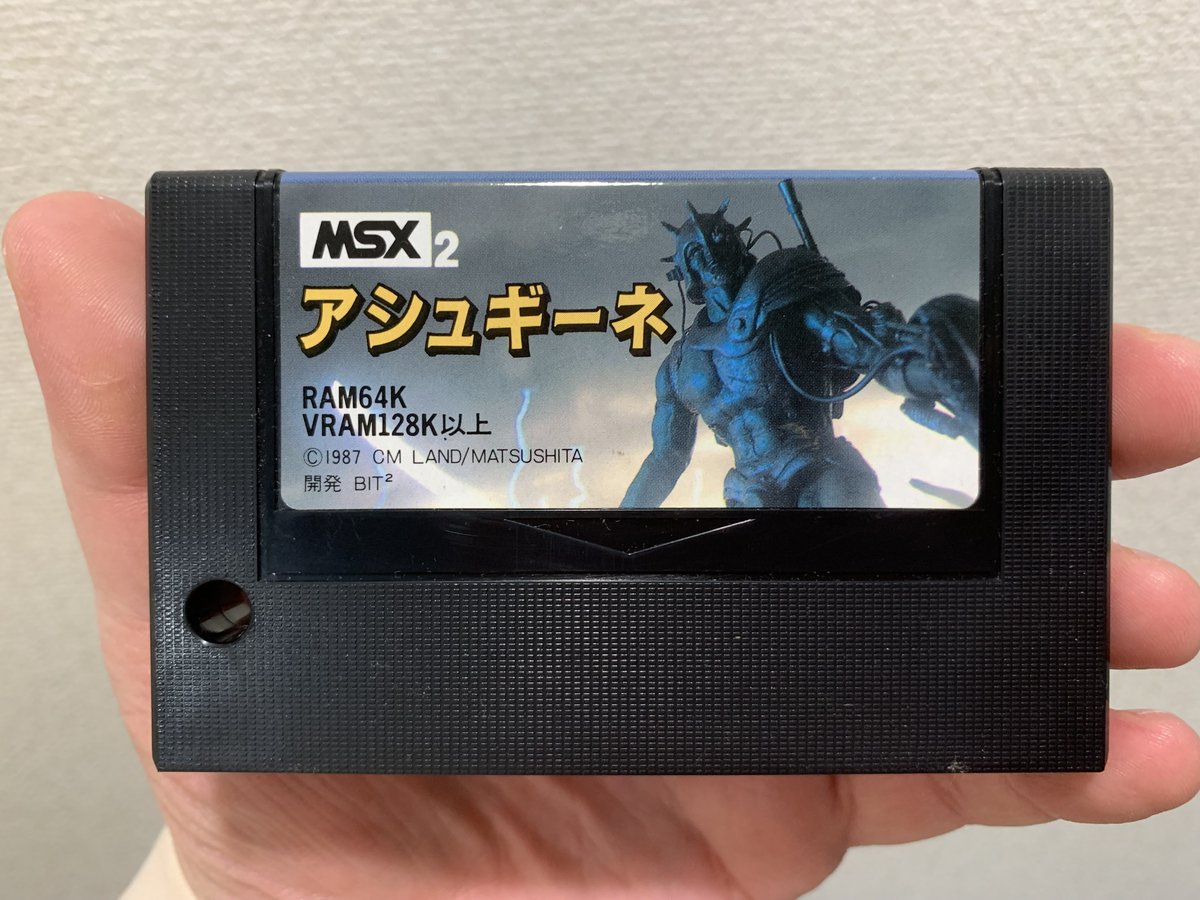 MSX2
アシュギーネ
RAM64K
VRAM128K以上
©1987 CM LAND/MATSUSHITA
開発 BIT²